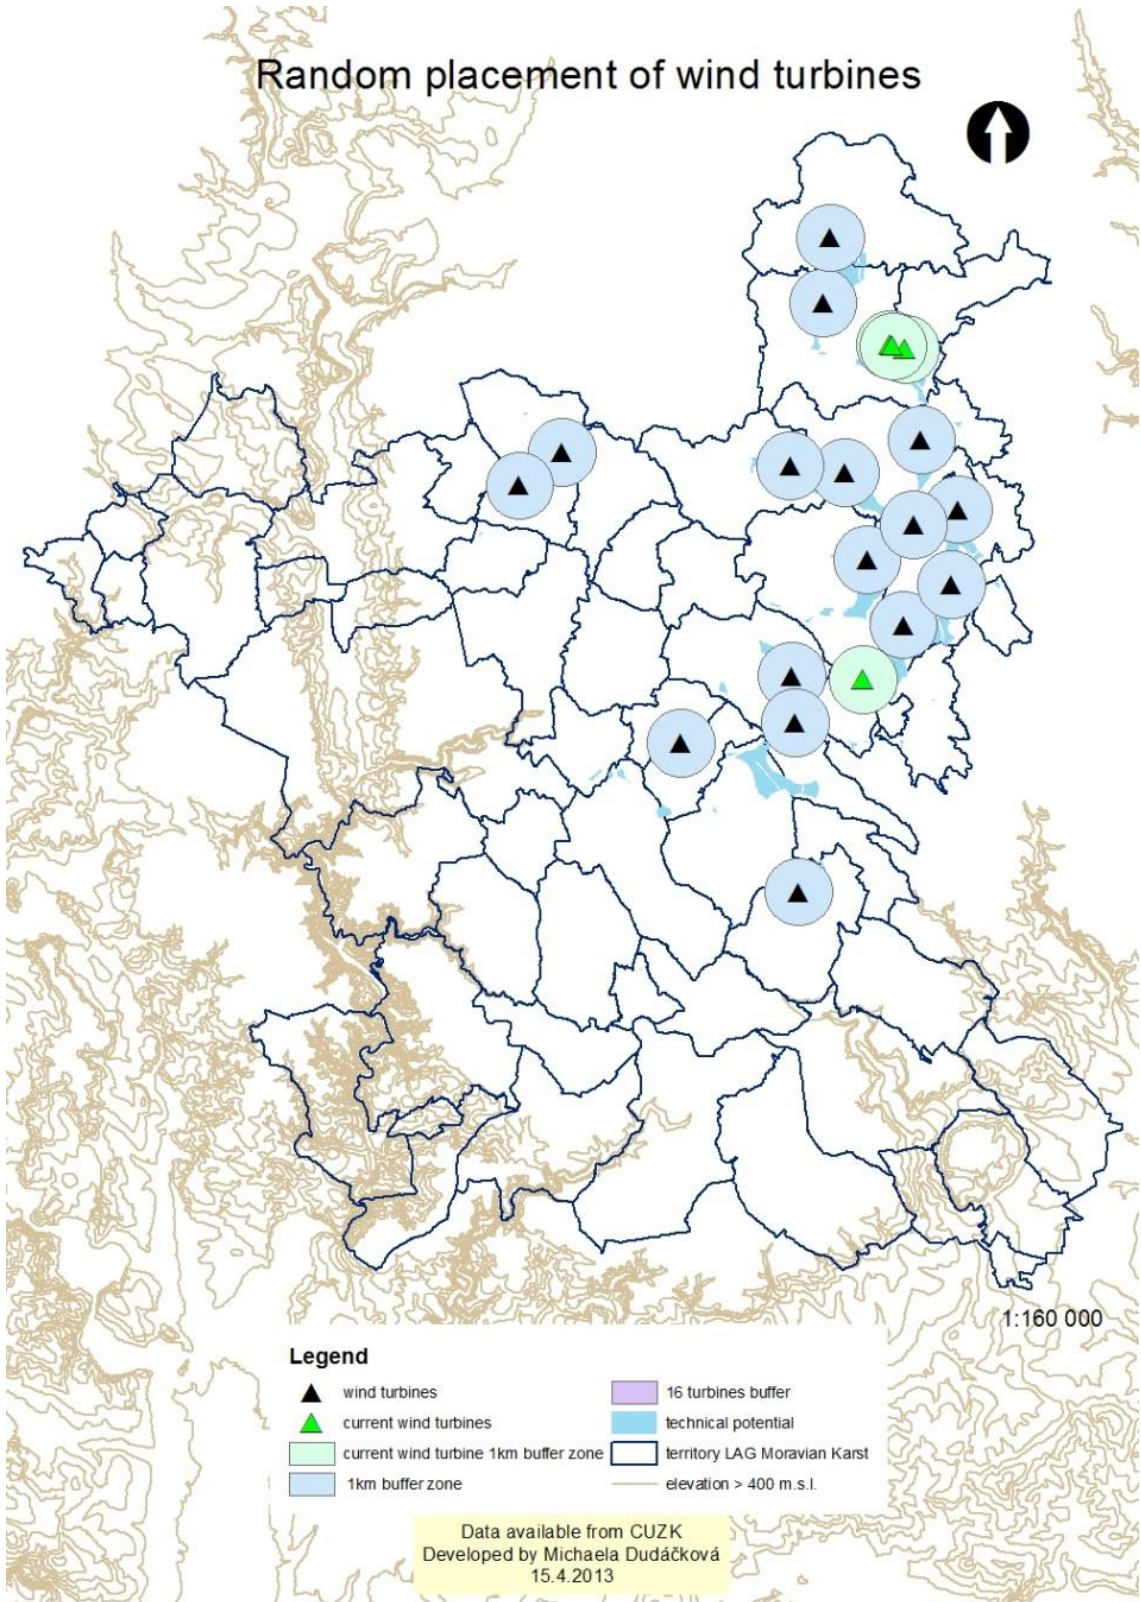 Random placement of wind turbines
1:160 000
Legend
wind turbines
current wind turbines
current wind turbine 1km buffer zone
1km buffer zone
16 turbines buffer
technical potential
territory LAG Moravian Karst
elevation > 400 m.s.l.
Data available from CUZK
Developed by Michaela Dudáčková
15.4.2013